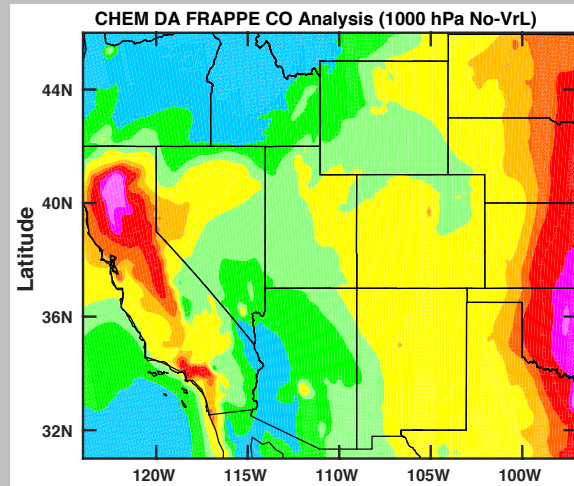 CHEM DA FRAPPE CO Analysis (1000 hPa No-VrL)
44N
40N
Latitude
36N
32N
120W 115W 110W 105W 100W